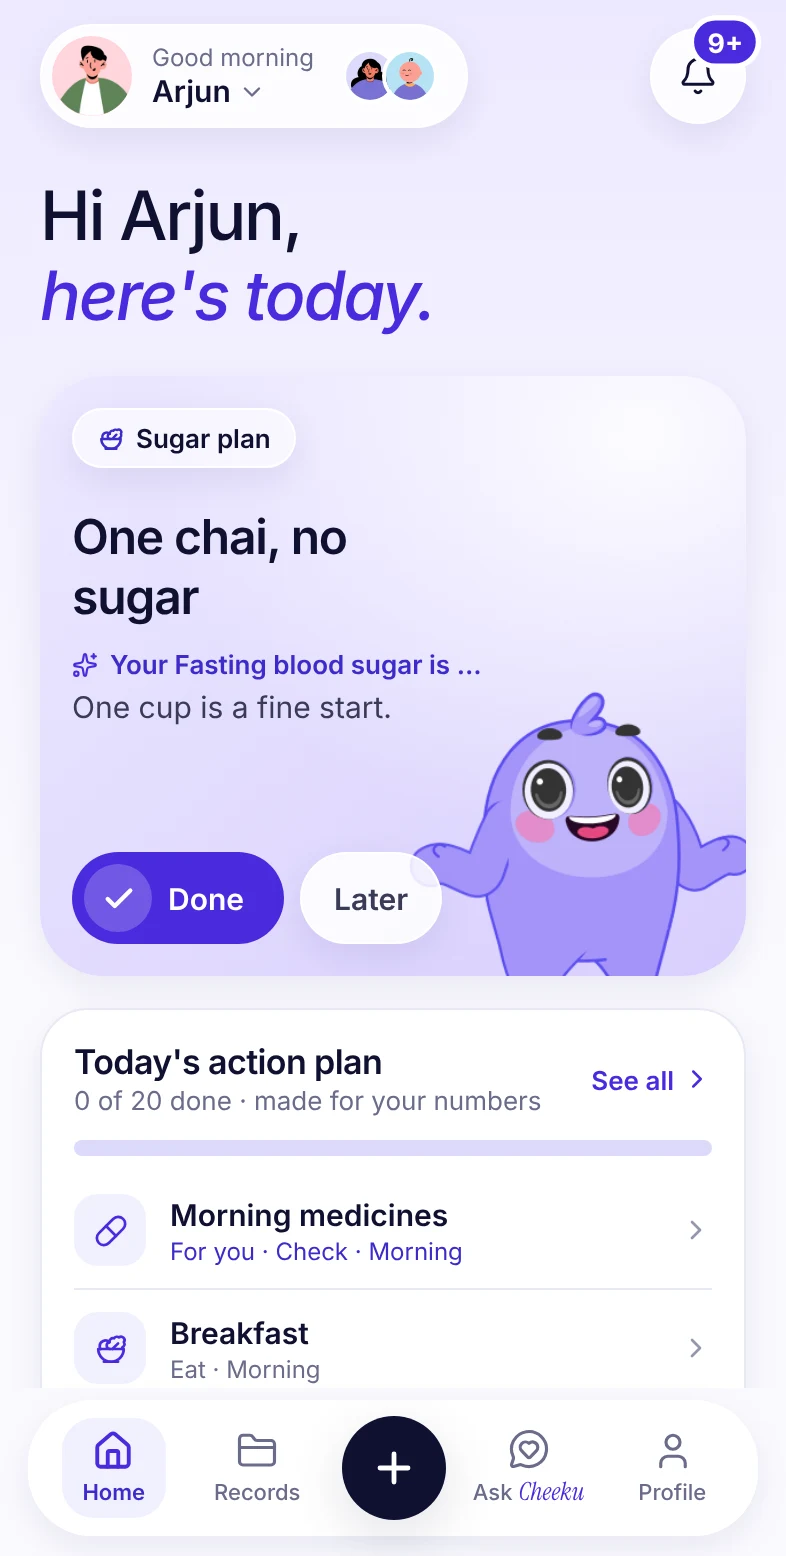 Good morning
Arjun
9+
Hi Arjun,
here's today.
Sugar plan
One chai, no
sugar
Your Fasting blood sugar is ...
One cup is a fine start.
Done
Later
Today's action plan
See all
0 of 20 done · made for your numbers
Morning medicines
For you · Check · Morning
Breakfast
Eat · Morning
Home
Records
Ask Cheeku
Profile